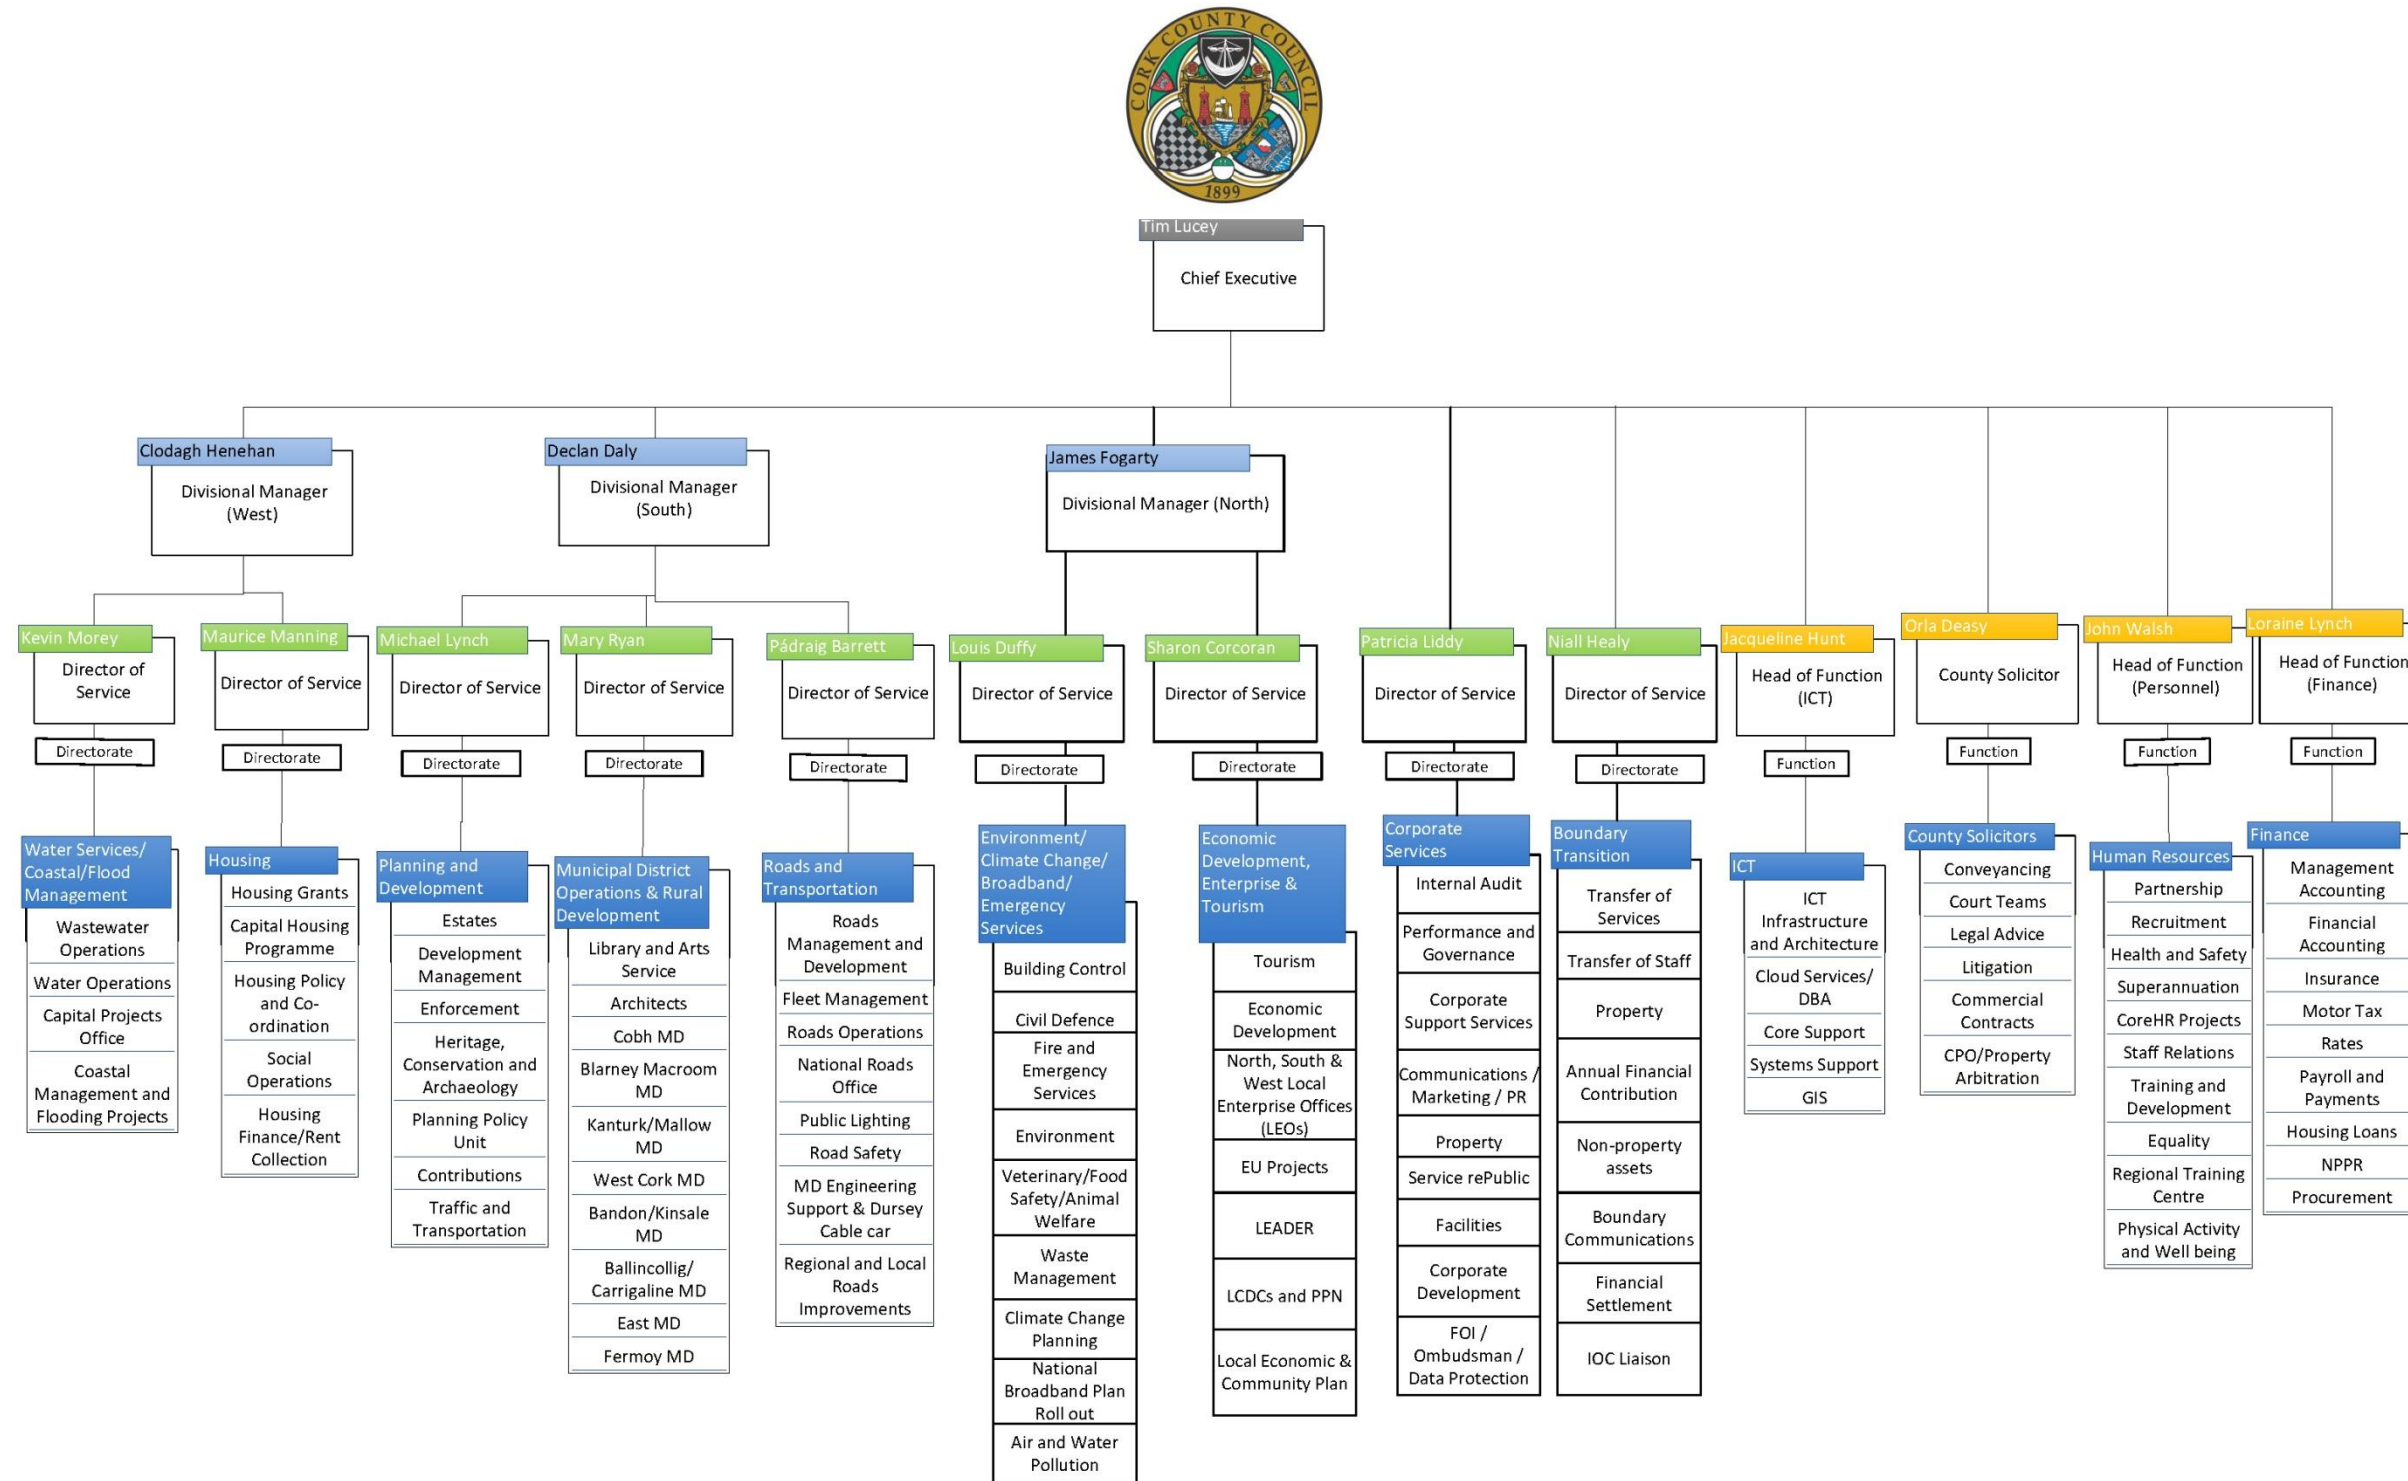 CORK COUNTY COUNCIL
1899
Tim Lucey
Chief Executive
Clodagh Henehan
Divisional Manager
(West)
Declan Daly
Divisional Manager
(South)
James Fogarty
Divisional Manager (North)
Kevin Morey
Director of
Service
Directorate
Water Services/
Coastal/Flood
Management
Wastewater
Operations
Water Operations
Capital Projects
Office
Coastal
Management and
Flooding Projects
Maurice Manning
Director of Service
Directorate
Housing
Housing Grants
Capital Housing
Programme
Housing Policy
and Co-
ordination
Social
Operations
Housing
Finance/Rent
Collection
Michael Lynch
Director of Service
Directorate
Planning and
Development
Estates
Development
Management
Enforcement
Heritage,
Conservation and
Archaeology
Planning Policy
Unit
Contributions
Traffic and
Transportation
Mary Ryan
Director of Service
Directorate
Municipal District
Operations & Rural
Development
Library and Arts
Service
Architects
Cobh MD
Blarney Macroom
MD
Kanturk/Mallow
MD
West Cork MD
Bandon/Kinsale
MD
Ballincollig/
Carrigaline MD
East MD
Fermoy MD
Pádraig Barrett
Director of Service
Directorate
Roads and
Transportation
Roads
Management and
Development
Fleet Management
Roads Operations
National Roads
Office
Public Lighting
Road Safety
MD Engineering
Support & Dursey
Cable car
Regional and Local
Roads
Improvements
Louis Duffy
Director of Service
Directorate
Environment/
Climate Change/
Broadband/
Emergency
Services
Building Control
Civil Defence
Fire and
Emergency
Services
Environment
Veterinary/Food
Safety/Animal
Welfare
Waste
Management
Climate Change
Planning
National
Broadband Plan
Roll out
Air and Water
Pollution
Sharon Corcoran
Director of Service
Directorate
Economic
Development,
Enterprise &
Tourism
Tourism
Economic
Development
North, South &
West Local
Enterprise Offices
(LEOs)
EU Projects
LEADER
LCDCs and PPN
Local Economic &
Community Plan
Patricia Liddy
Director of Service
Directorate
Corporate
Services
Internal Audit
Performance and
Governance
Corporate
Support Services
Communications /
Marketing / PR
Property
Service rePublic
Facilities
Corporate
Development
FOI /
Ombudsman /
Data Protection
Niall Healy
Director of Service
Directorate
Boundary
Transition
Transfer of
Services
Transfer of Staff
Property
Annual Financial
Contribution
Non-property
assets
Boundary
Communications
Financial
Settlement
IOC Liaison
Jacqueline Hunt
Head of Function
(ICT)
Function
ICT
ICT
Infrastructure
and Architecture
Cloud Services/
DBA
Core Support
Systems Support
GIS
Orla Deasy
County Solicitor
Function
County Solicitors
Conveyancing
Court Teams
Legal Advice
Litigation
Commercial
Contracts
CPO/Property
Arbitration
John Walsh
Head of Function
(Personnel)
Function
Human Resources
Partnership
Recruitment
Health and Safety
Superannuation
CoreHR Projects
Staff Relations
Training and
Development
Equality
Regional Training
Centre
Physical Activity
and Well being
Loraine Lynch
Head of Function
(Finance)
Function
Finance
Management
Accounting
Financial
Accounting
Insurance
Motor Tax
Rates
Payroll and
Payments
Housing Loans
NPPR
Procurement